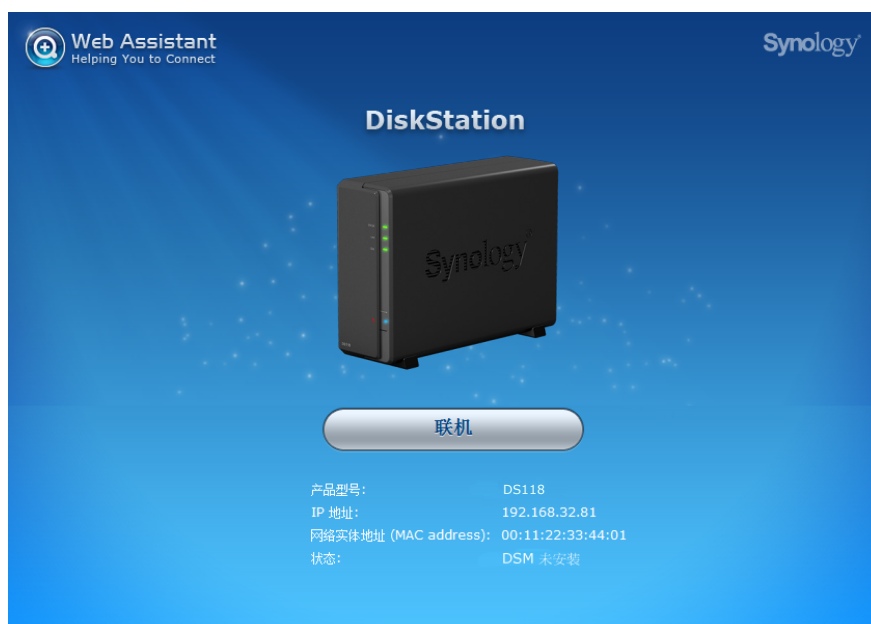 Web Assistant
Helping You to Connect
Synology
DiskStation
Synology
联机
产品型号: DS118
IP 地址: 192.168.32.81
网络实体地址 (MAC address): 00:11:22:33:44:01
状态: DSM 未安装